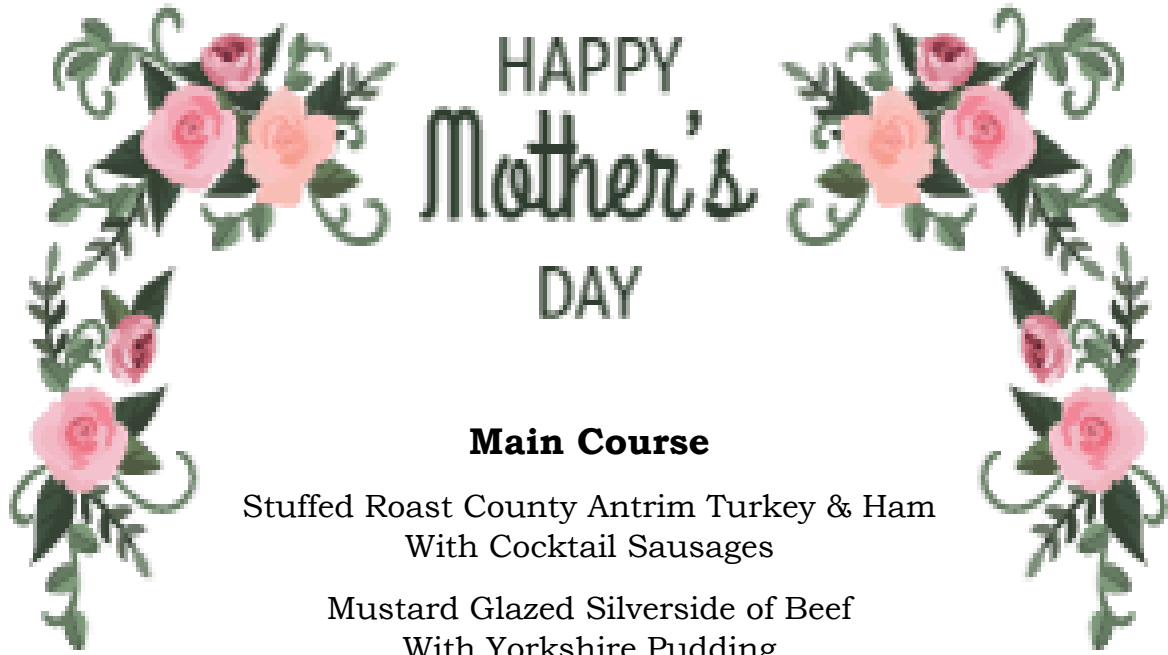 HAPPY
Mother's
DAY
Main Course
Stuffed Roast County Antrim Turkey & Ham
With Cocktail Sausages
Mustard Glazed Silverside of Beef
With Yorkshire Pudding